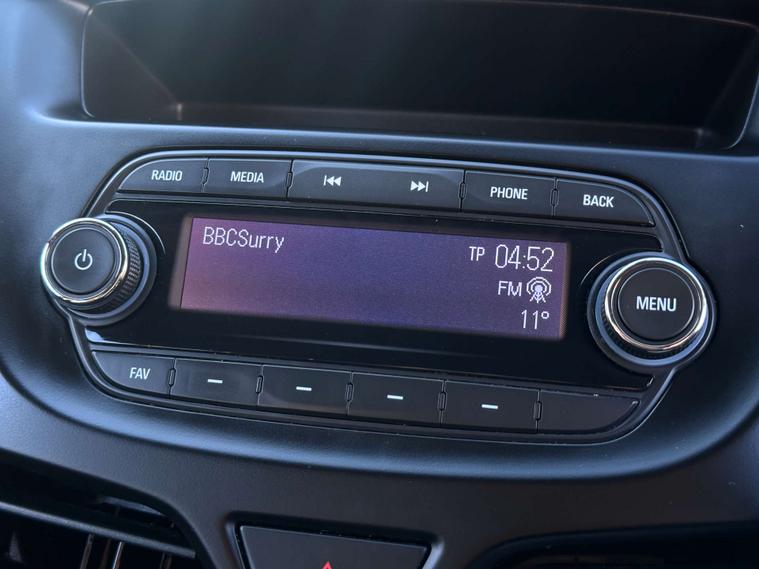 RADIO MEDIA PHONE BACK
BBCSurry
TP 04:52
FM
11°
MENU
FAV